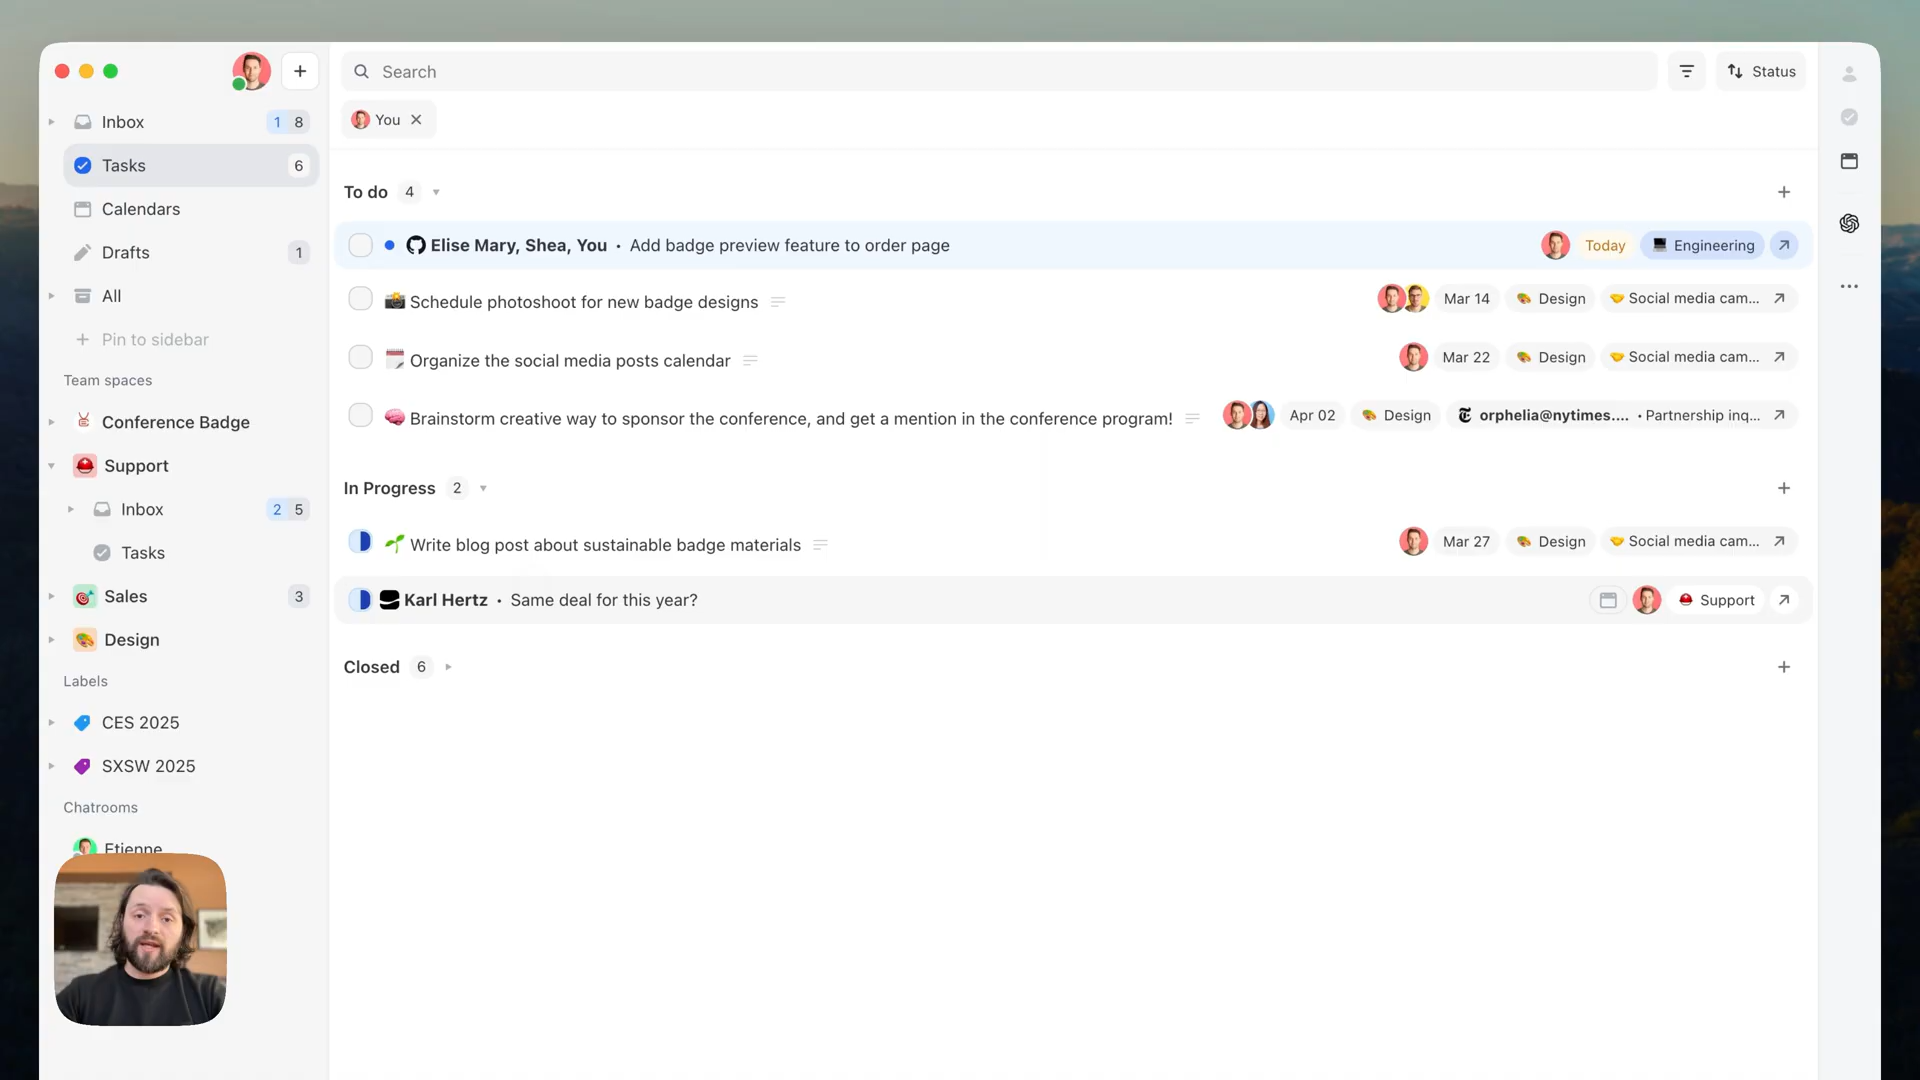 Search
Status
You
Inbox 1 8
Tasks 6
Calendars
Drafts 1
All
Pin to sidebar
Team spaces
Conference Badge
Support
Inbox 2 5
Tasks
Sales 3
Design
Labels
CES 2025
SXSW 2025
Chatrooms
Etienne
To do 4
Elise Mary, Shea, You • Add badge preview feature to order page Today Engineering
Schedule photoshoot for new badge designs Mar 14 Design Social media cam...
Organize the social media posts calendar Mar 22 Design Social media cam...
Brainstorm creative way to sponsor the conference, and get a mention in the conference program! Apr 02 Design orphelia@nytimes.... • Partnership inq...
In Progress 2
Write blog post about sustainable badge materials Mar 27 Design Social media cam...
Karl Hertz • Same deal for this year? Support
Closed 6